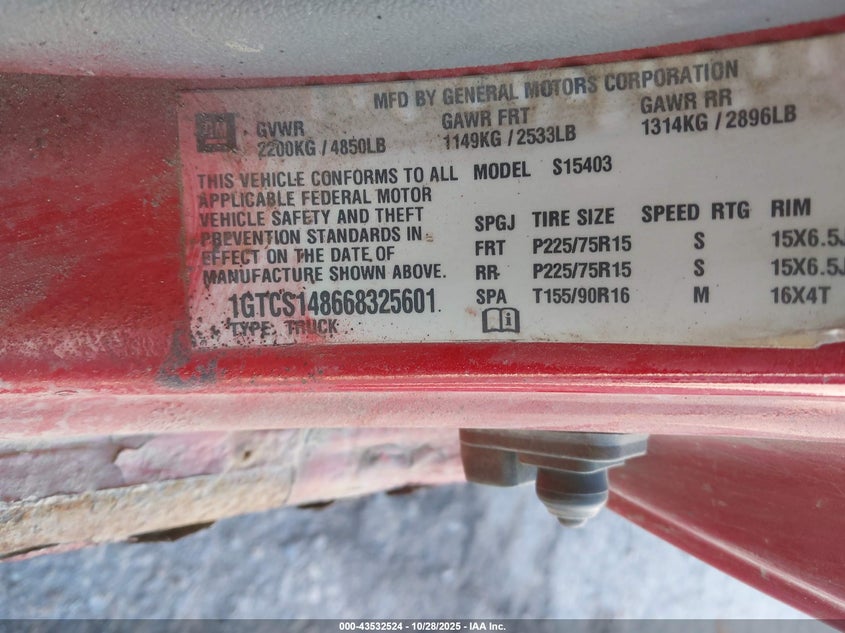 MFD BY GENERAL MOTORS CORPORATION
GM
GVWR GAWR FRT GAWR RR
2200KG / 4850LB 1149KG / 2533LB 1314KG / 2896LB
THIS VEHICLE CONFORMS TO ALL
APPLICABLE FEDERAL MOTOR
VEHICLE SAFETY AND THEFT
PREVENTION STANDARDS IN
EFFECT ON THE DATE OF
MANUFACTURE SHOWN ABOVE.
1GTCS148668325601
TYPE: TRUCK
MODEL S15403
SPGJ TIRE SIZE SPEED RTG RIM
FRT P225/75R15 S 15X6.5J
RR P225/75R15 S 15X6.5J
SPA T155/90R16 M 16X4T
000-43532524 | 10/28/2025 - IAA Inc.